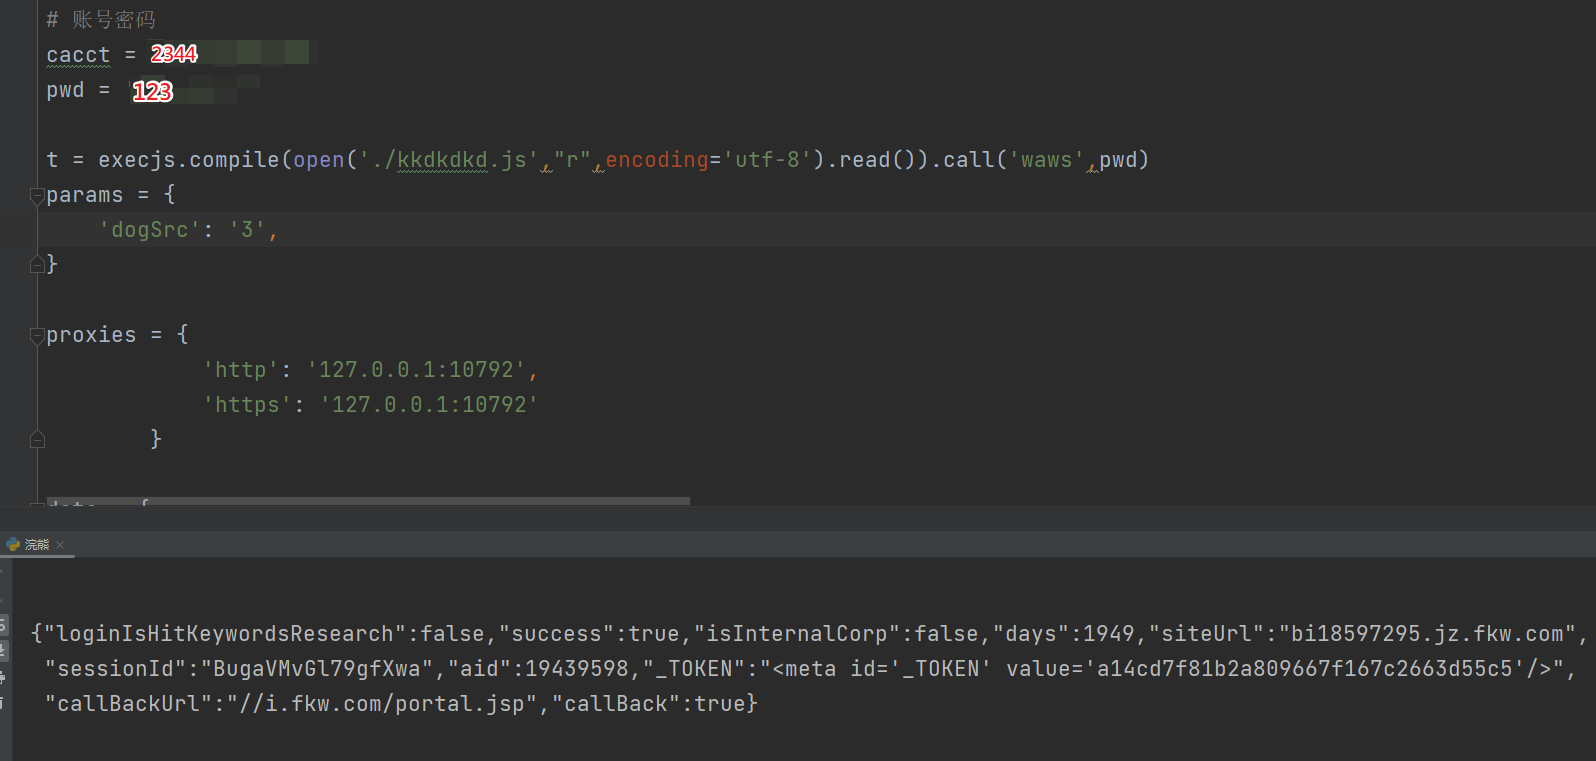 # 账号密码
cacct = 2344
pwd = '123
t = execjs.compile(open('./kkdkdkd.js',"r",encoding='utf-8').read()).call('waws',pwd)
params = {
'dogSrc': '3',
}
proxies = {
'http': '127.0.0.1:10792',
'https': '127.0.0.1:10792'
}
浣熊
{"loginIsHitKeywordsResearch":false,"success":true,"isInternalCorp":false,"days":1949,"siteUrl":"bi18597295.jz.fkw.com",
"sessionId":"BugaVMvGl79gfXwa","aid":19439598,"_TOKEN":"<meta id='_TOKEN' value='a14cd7f81b2a809667f167c2663d55c5'/>",
"callBackUrl":"//i.fkw.com/portal.jsp","callBack":true}